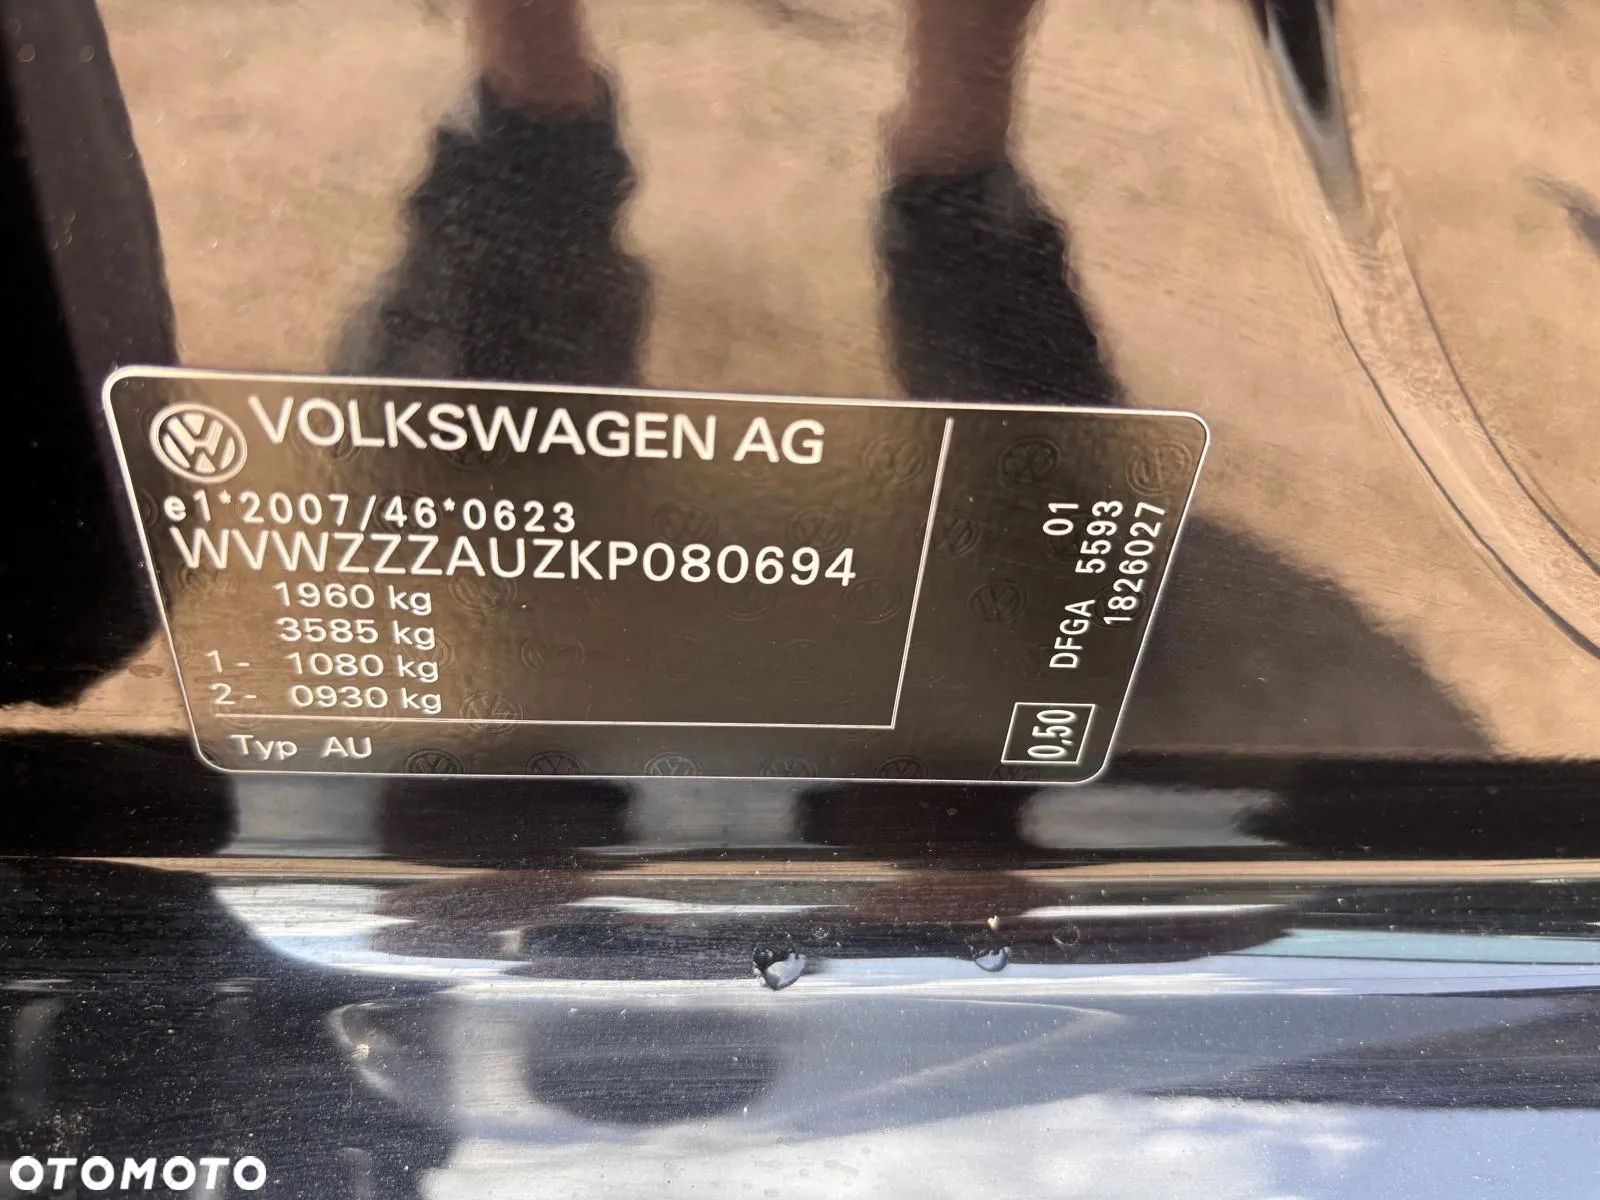 VOLKSWAGEN AG
e1*2007/46*0623
WVWZZZAUZKP080694
1960 kg
3585 kg
1- 1080 kg
2- 0930 kg
Typ AU
01
DFGA 5593
1826027
0,50
OTOMOTO